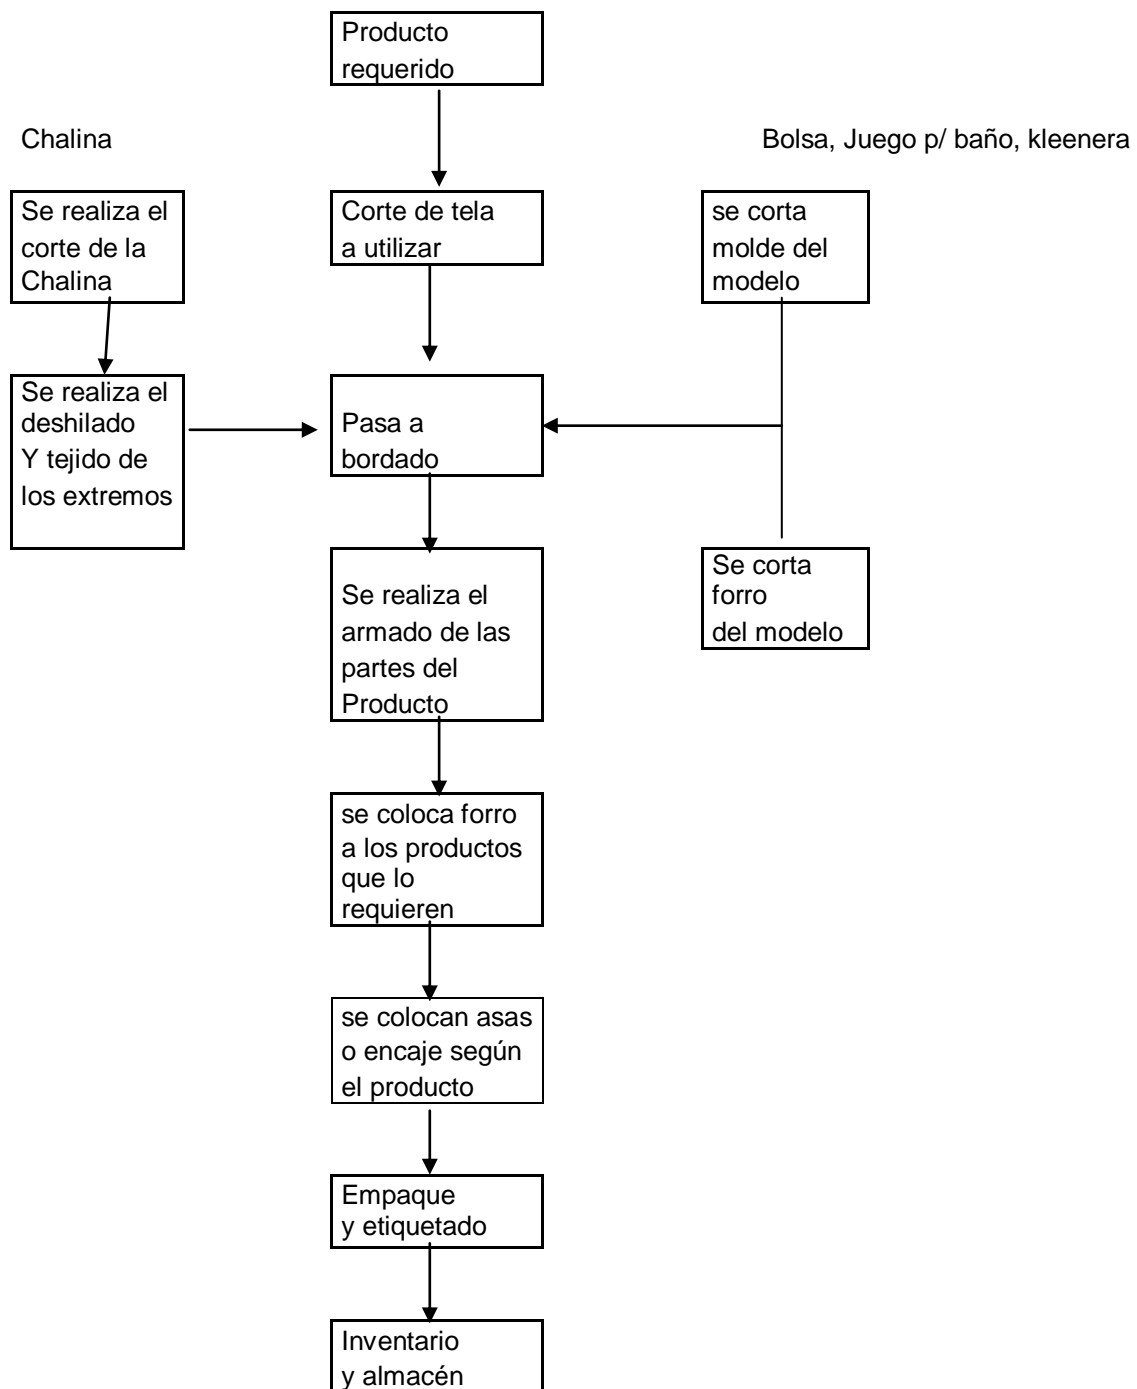 Producto
requerido
Chalina
Bolsa, Juego p/ baño, kleenera
Se realiza el
corte de la
Chalina
Corte de tela
a utilizar
se corta
molde del
modelo
Se realiza el
deshilado
Y tejido de
los extremos
Pasa a
bordado
Se realiza el
armado de las
partes del
Producto
Se corta
forro
del modelo
se coloca forro
a los productos
que lo
requieren
se colocan asas
o encaje según
el producto
Empaque
y etiquetado
Inventario
y almacén